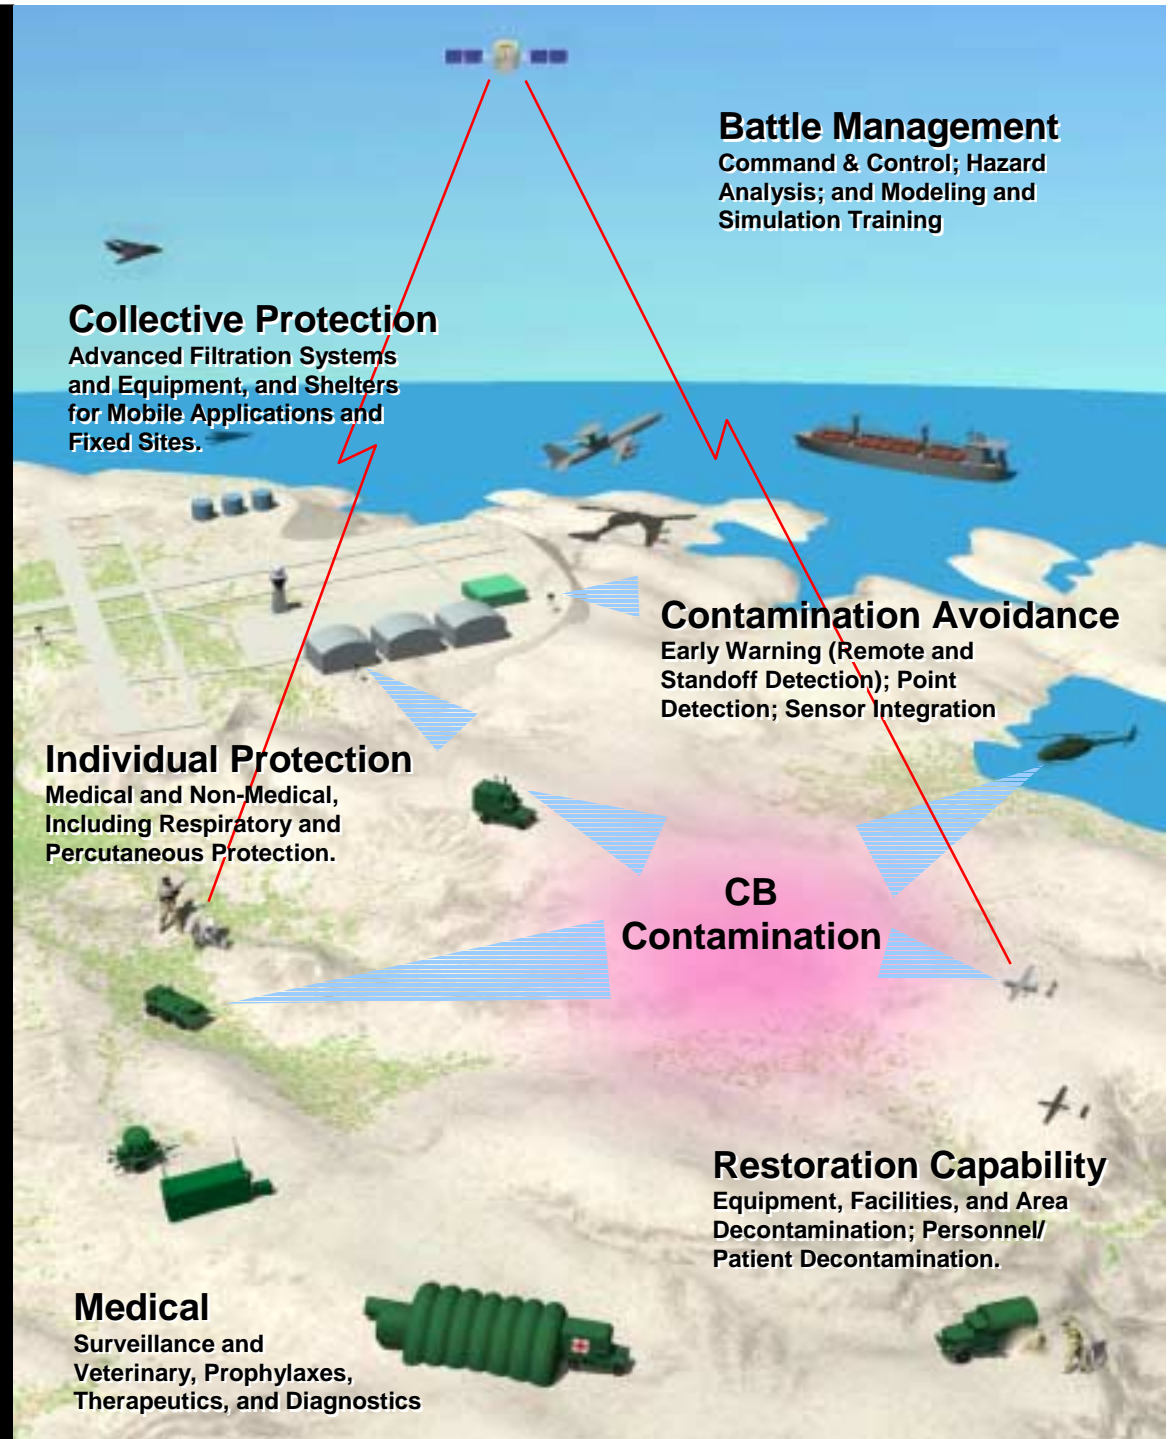 Battle Management
Command & Control; Hazard
Analysis; and Modeling and
Simulation Training
Collective Protection
Advanced Filtration Systems
and Equipment, and Shelters
for Mobile Applications and
Fixed Sites.
Contamination Avoidance
Early Warning (Remote and
Standoff Detection); Point
Detection; Sensor Integration
Individual Protection
Medical and Non-Medical,
Including Respiratory and
Percutaneous Protection.
CB
Contamination
Restoration Capability
Equipment, Facilities, and Area
Decontamination; Personnel/
Patient Decontamination.
Medical
Surveillance and
Veterinary, Prophylaxes,
Therapeutics, and Diagnostics